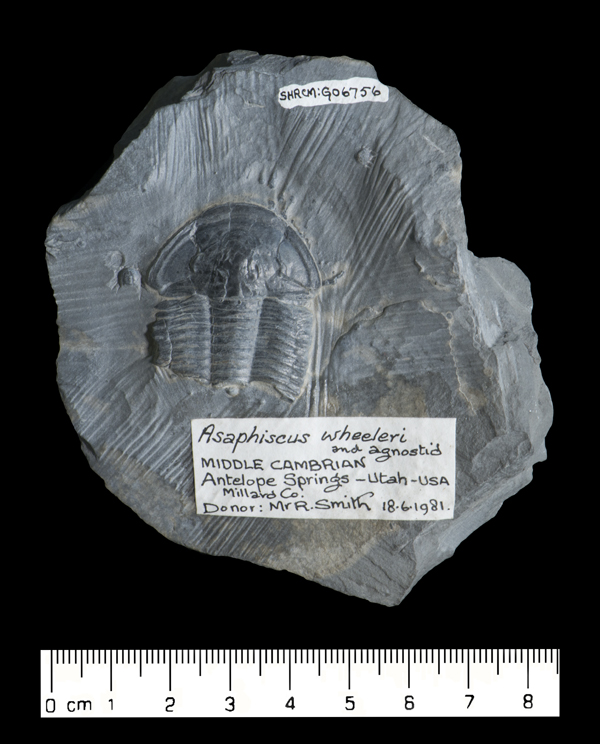 SHRCM:G06756
Asaphiscus wheeleri
and agnostid
MIDDLE CAMBRIAN
Antelope Springs - Utah - USA
Millard Co.
Donor: Mr R. Smith 18.6.1981.
0 cm 1 2 3 4 5 6 7 8